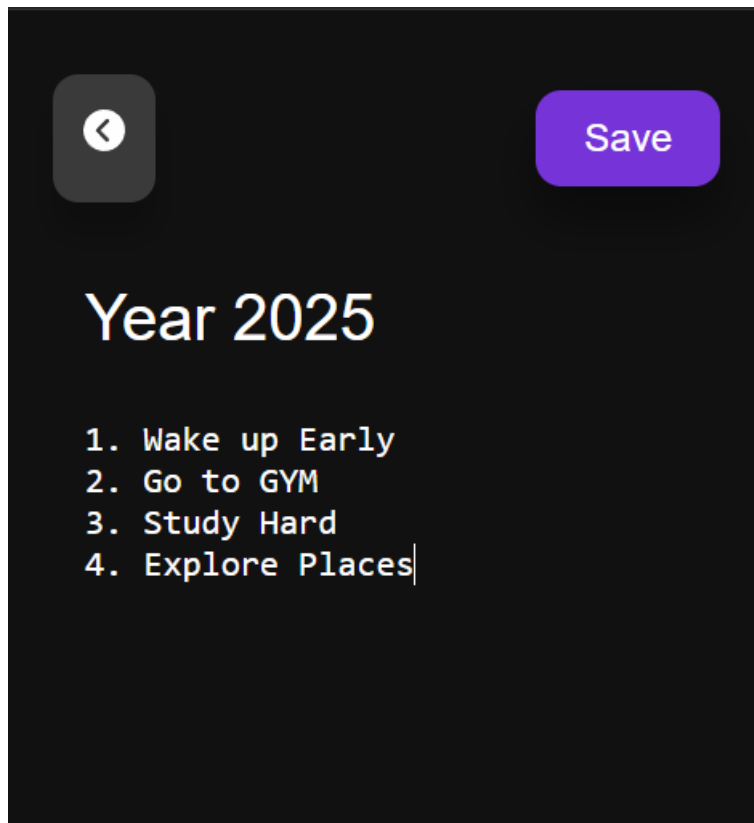 Save
Year 2025
1. Wake up Early
2. Go to GYM
3. Study Hard
4. Explore Places